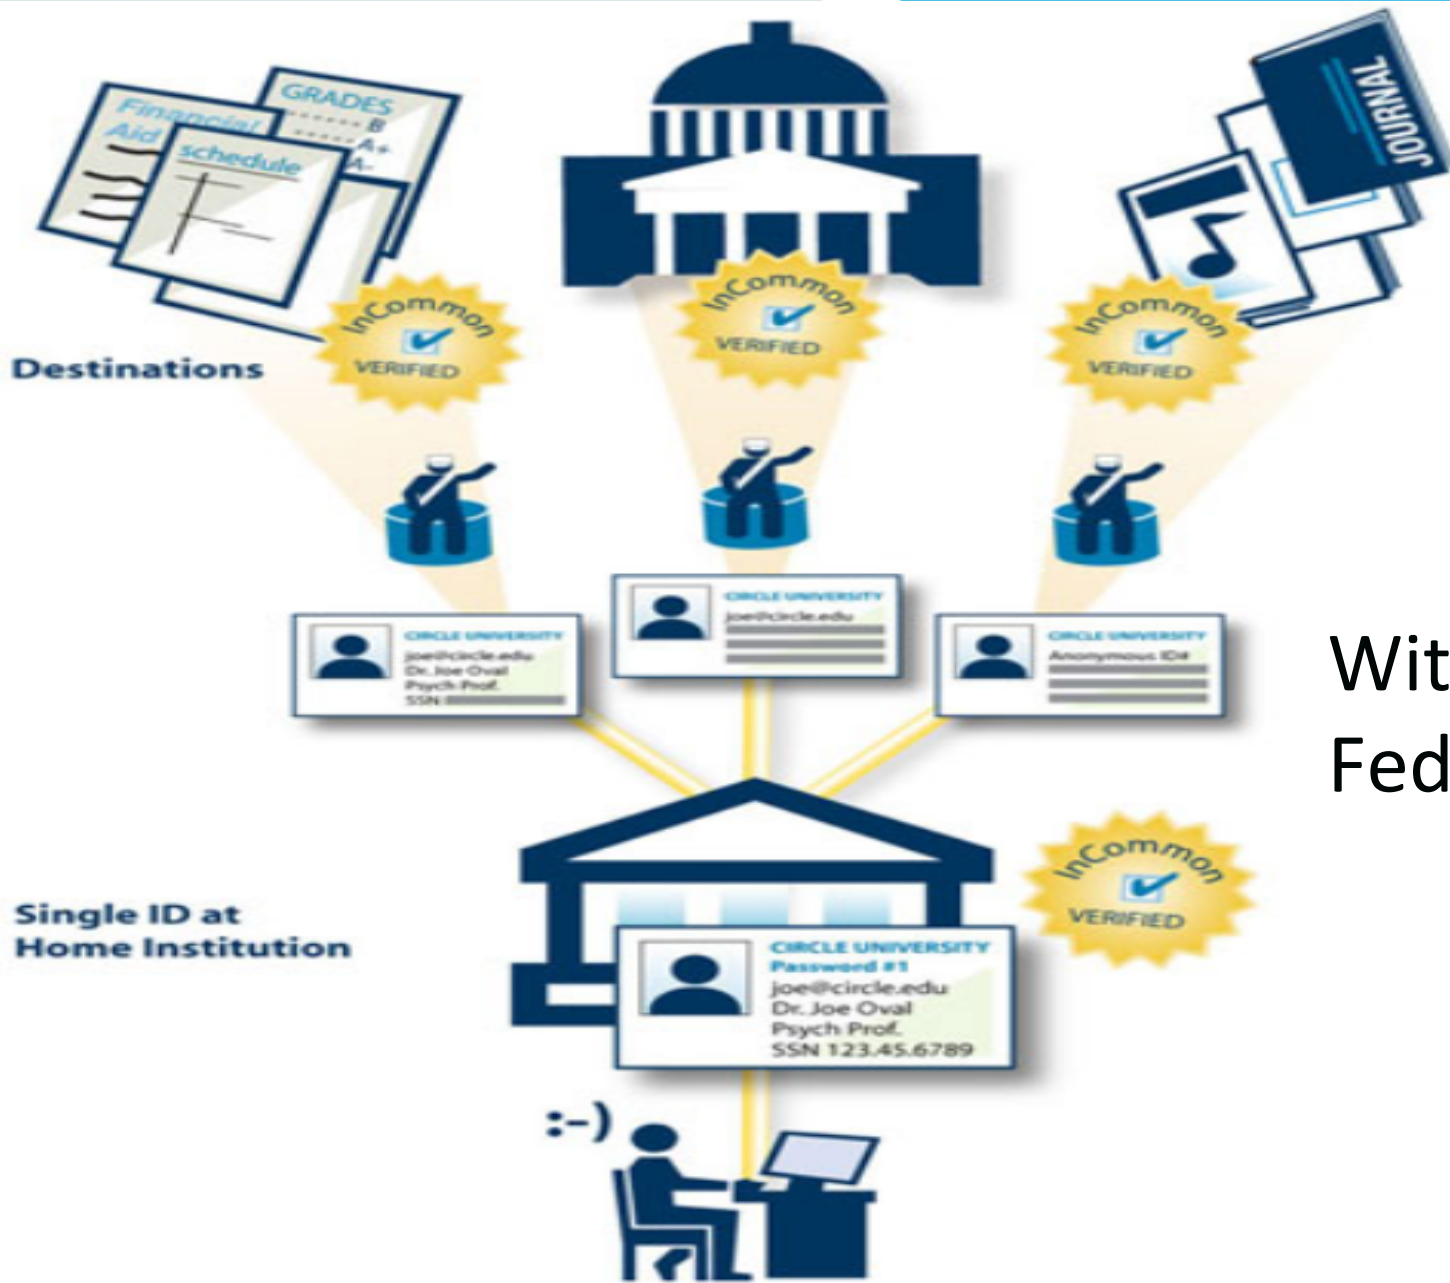 GRADES
B
A+
A-
Financial
Aid
schedule
JOURNAL
InCommon
VERIFIED
InCommon
VERIFIED
InCommon
VERIFIED
Destinations
CIRCLE UNIVERSITY
joe@circle.edu
Dr. Joe Oval
Psych Prof.
SSN
CIRCLE UNIVERSITY
joe@circle.edu
CIRCLE UNIVERSITY
Anonymous ID#
Wit
Fed
InCommon
VERIFIED
Single ID at
Home Institution
CIRCLE UNIVERSITY
Password #1
joe@circle.edu
Dr. Joe Oval
Psych Prof.
SSN 123.45.6789
:-)